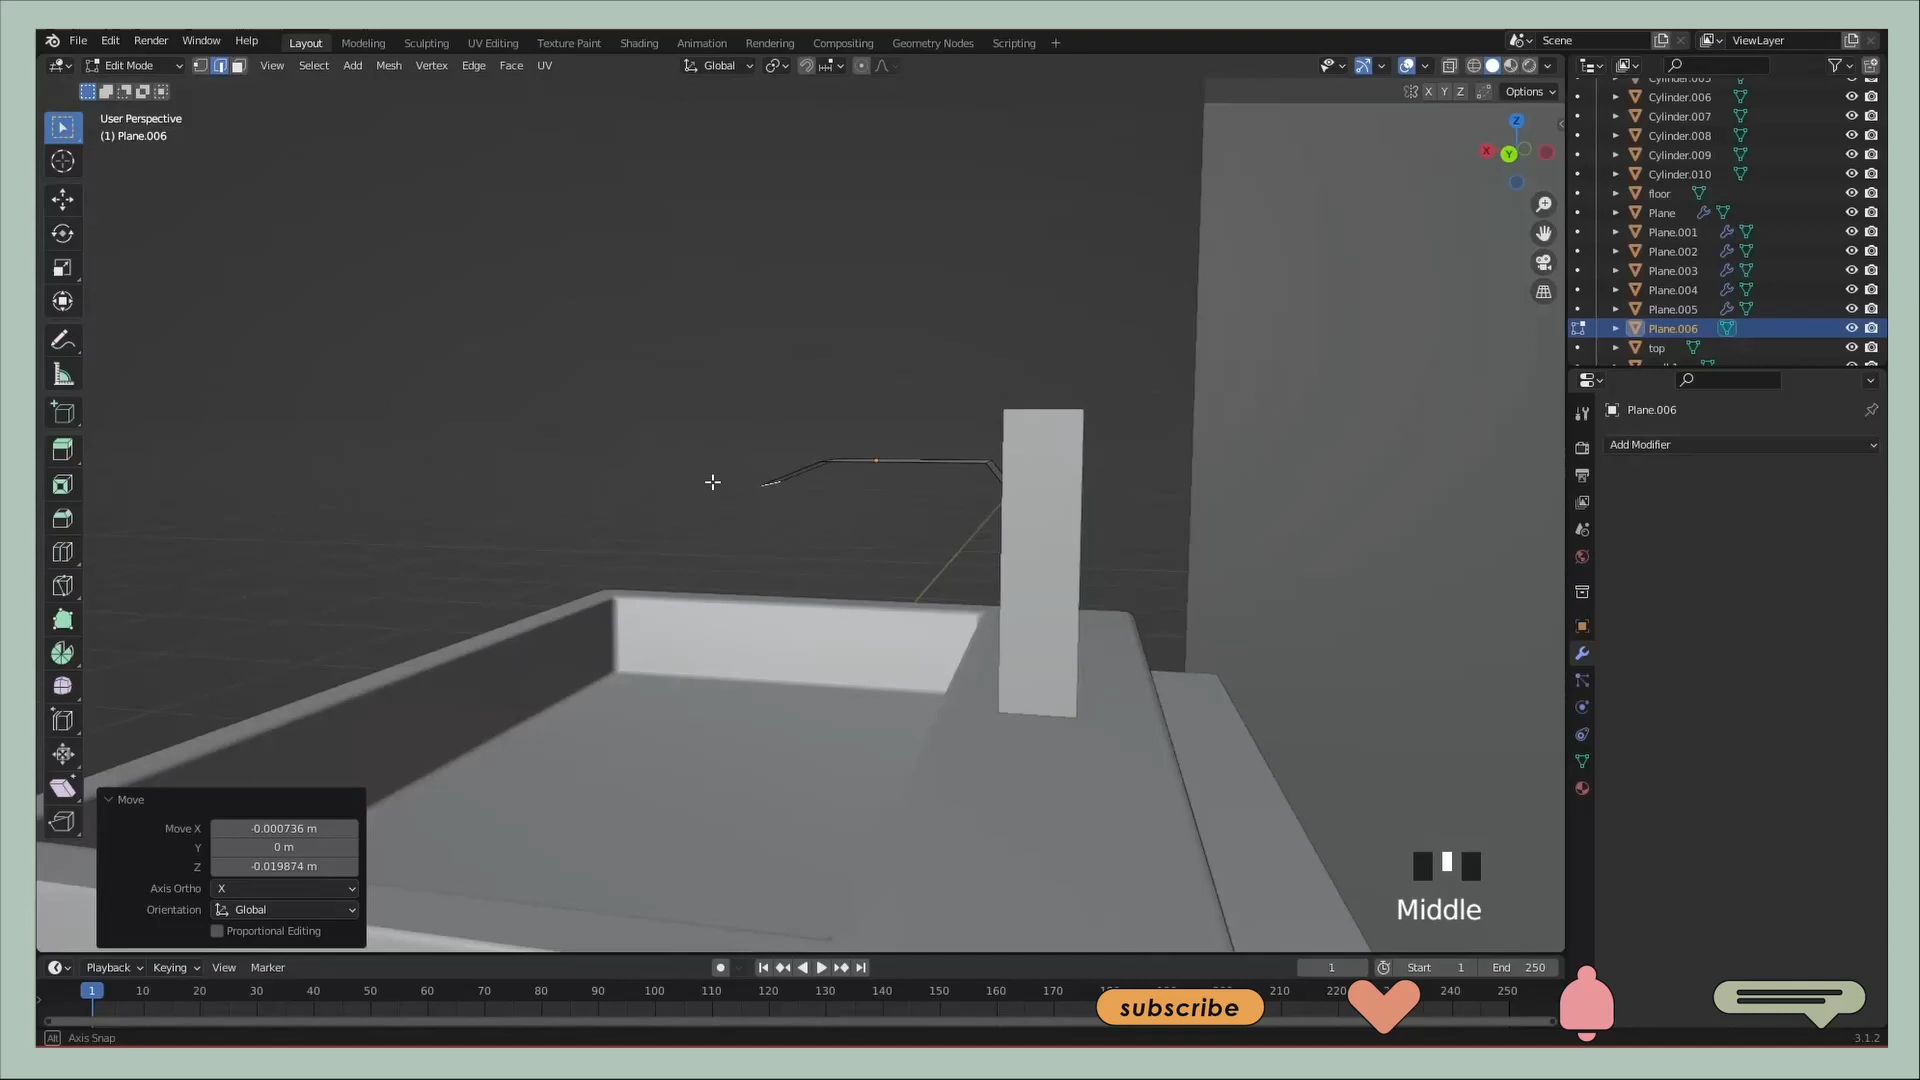 File Edit Render Window Help Layout Modeling Sculpting UV Editing Texture Paint Shading Animation Rendering Compositing Geometry Nodes Scripting + Scene ViewLayer
Edit Mode View Select Add Mesh Vertex Edge Face UV Global
X Y Z Options
User Perspective
(1) Plane.006
Z
X
Y
Cylinder.005
Cylinder.006
Cylinder.007
Cylinder.008
Cylinder.009
Cylinder.010
floor
Plane
Plane.001
Plane.002
Plane.003
Plane.004
Plane.005
Plane.006
top
Plane.006
Add Modifier
Move
Move X -0.000736 m
Y 0 m
Z -0.019874 m
Axis Ortho X
Orientation Global
Proportional Editing
Middle
Playback Keying View Marker 1 Start 1 End 250
1 10 20 30 40 50 60 70 80 90 100 110 120 130 140 150 160 170 210 220 240 250
subscribe
Alt Axis Snap 3.1.2